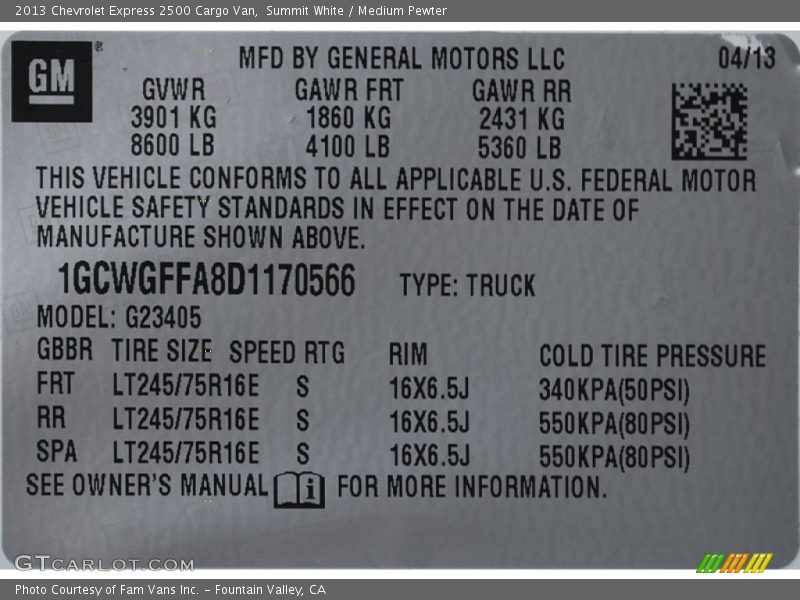 2013 Chevrolet Express 2500 Cargo Van,  Summit White / Medium Pewter
GM ®
MFD BY GENERAL MOTORS LLC 04/13
GVWR GAWR FRT GAWR RR
3901 KG 1860 KG 2431 KG
8600 LB 4100 LB 5360 LB
THIS VEHICLE CONFORMS TO ALL APPLICABLE U.S. FEDERAL MOTOR
VEHICLE SAFETY STANDARDS IN EFFECT ON THE DATE OF
MANUFACTURE SHOWN ABOVE.
1GCWGFFA8D1170566 TYPE: TRUCK
MODEL: G23405
GBBR TIRE SIZE SPEED RTG RIM COLD TIRE PRESSURE
FRT LT245/75R16E S 16X6.5J 340KPA(50PSI)
RR LT245/75R16E S 16X6.5J 550KPA(80PSI)
SPA LT245/75R16E S 16X6.5J 550KPA(80PSI)
SEE OWNER'S MANUAL i FOR MORE INFORMATION.
GTCARLOT.COM
Photo Courtesy of Fam Vans Inc. - Fountain Valley, CA